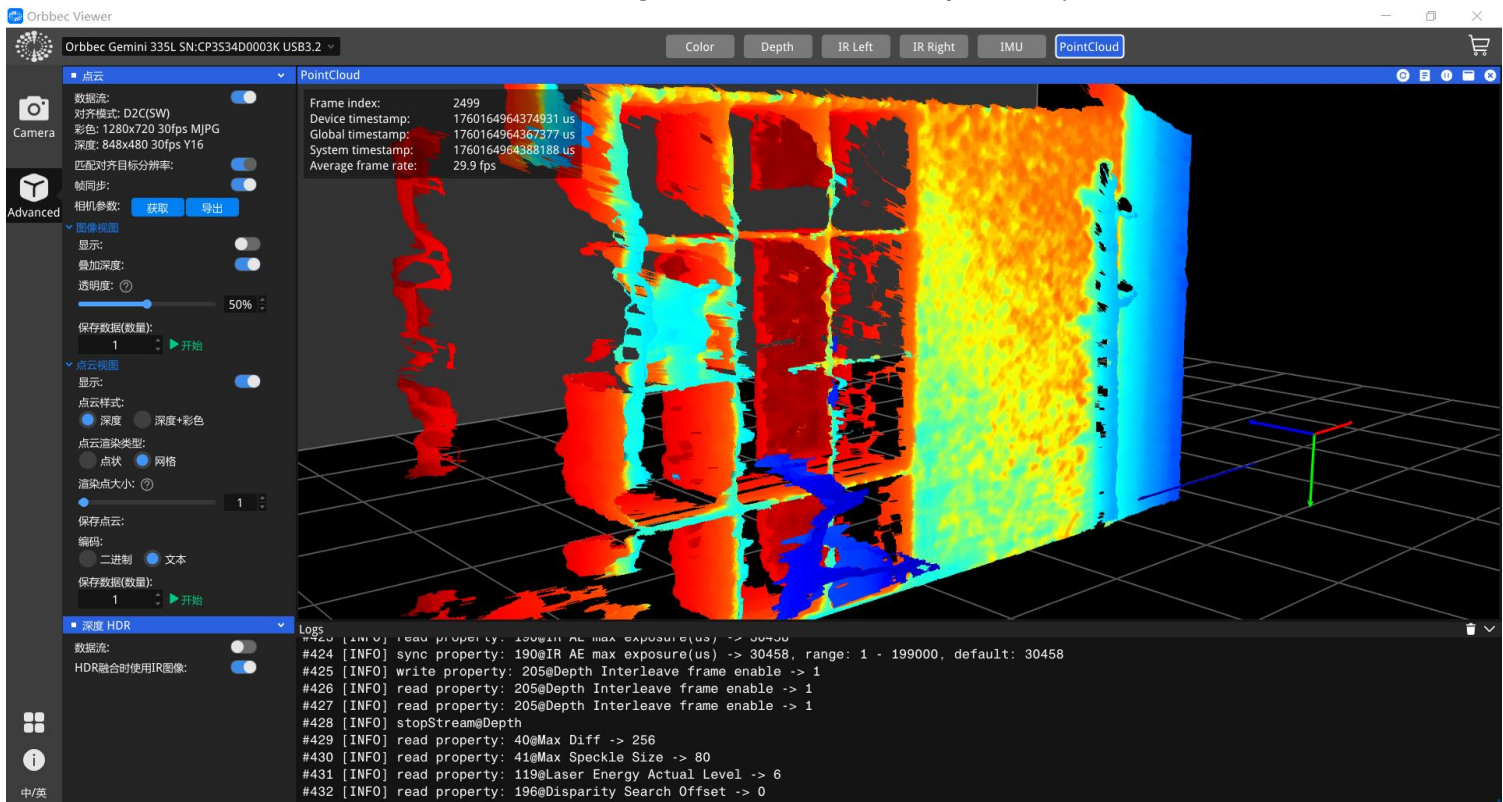 Orbbec Viewer
Orbbec Gemini 335L SN:CP3S34D0003K USB3.2
Color
Depth
IR Left
IR Right
IMU
PointCloud
Camera
Advanced
中/英
点云
数据流:
对齐模式: D2C(SW)
彩色: 1280x720 30fps MJPG
深度: 848x480 30fps Y16
匹配对齐目标分辨率:
帧同步:
相机参数: 获取 导出
图像视图
显示:
叠加深度:
透明度: ?
50%
保存数据(数量):
1 开始
点云视图
显示:
点云样式:
深度 深度+彩色
点云渲染类型:
点状 网格
渲染点大小: ?
1
保存点云:
编码:
二进制 文本
保存数据(数量):
1 开始
深度 HDR
数据流:
HDR融合时使用IR图像:
PointCloud
Frame index: 2499
Device timestamp: 1760164964374931 us
Global timestamp: 1760164964367377 us
System timestamp: 1760164964388188 us
Average frame rate: 29.9 fps
Logs
#423 [INFO] read property: 190@IR AE max exposure(us) -> 30458
#424 [INFO] sync property: 190@IR AE max exposure(us) -> 30458, range: 1 - 199000, default: 30458
#425 [INFO] write property: 205@Depth Interleave frame enable -> 1
#426 [INFO] read property: 205@Depth Interleave frame enable -> 1
#427 [INFO] read property: 205@Depth Interleave frame enable -> 1
#428 [INFO] stopStream@Depth
#429 [INFO] read property: 40@Max Diff -> 256
#430 [INFO] read property: 41@Max Speckle Size -> 80
#431 [INFO] read property: 119@Laser Energy Actual Level -> 6
#432 [INFO] read property: 196@Disparity Search Offset -> 0